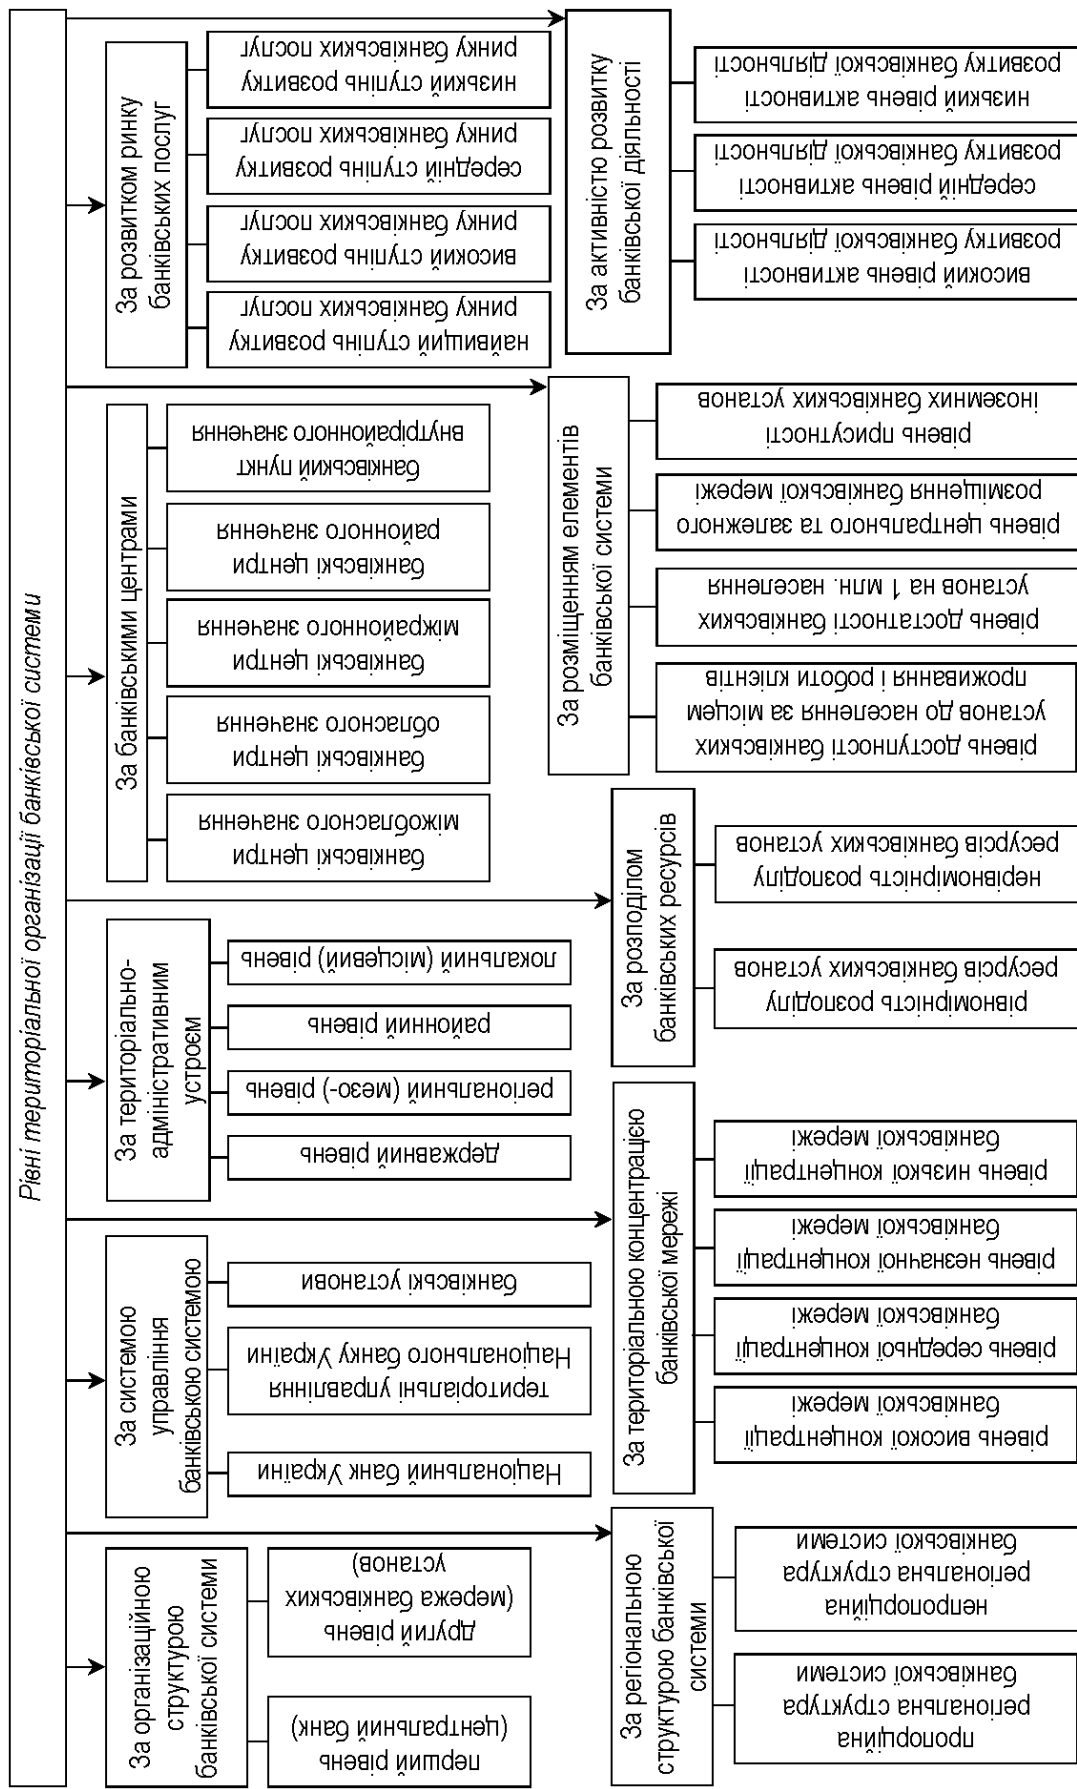 Рівні територіальної організації банківської системи
За організаційною
структурою
банківської системи
перший рівень
(центральний банк)
другий рівень
(мережа банківських
установ)
За системою
управління
банківською системою
Національний банк України
територіальні управління
Національного банку України
банківські установи
За територіально-
адміністративним
устроєм
державний рівень
регіональний (мезо-) рівень
районний рівень
локальний (місцевий) рівень
За банківськими центрами
банківські центри
міжобласного значення
банківські центри
обласного значення
банківські центри
міжрайонного значення
банківські центри
районного значення
банківський пункт
внутрірайонного значення
За розвитком ринку
банківських послуг
найвищий ступінь розвитку
ринку банківських послуг
високий ступінь розвитку
ринку банківських послуг
середній ступінь розвитку
ринку банківських послуг
низький ступінь розвитку
ринку банківських послуг
За регіональною
структурою банківської
системи
пропорційна
регіональна структура
банківської системи
непропорційна
регіональна структура
банківської системи
За територіальною концентрацією
банківської мережі
рівень високої концентрації
банківської мережі
рівень середньої концентрації
банківської мережі
рівень незначної концентрації
банківської мережі
рівень низької концентрації
банківської мережі
За розподілом
банківських ресурсів
рівномірність розподілу
ресурсів банківських установ
нерівномірність розподілу
ресурсів банківських установ
За розміщенням елементів
банківської системи
рівень доступності банківських
установ до населення за місцем
проживання і роботи клієнтів
рівень достатності банківських
установ на 1 млн. населення
рівень центрального та залежного
розміщення банківської мережі
рівень присутності
іноземних банківських установ
За активністю розвитку
банківської діяльності
високий рівень активності
розвитку банківської діяльності
середній рівень активності
розвитку банківської діяльності
низький рівень активності
розвитку банківської діяльності